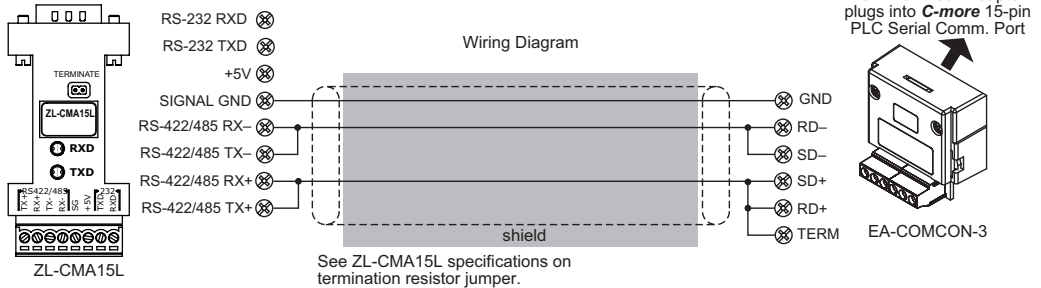 plugs into C-more 15-pin
PLC Serial Comm. Port
RS-232 RXD
RS-232 TXD
Wiring Diagram
+5V
TERMINATE
SIGNAL GND
GND
ZL-CMA15L
RS-422/485 RX–
RD–
RXD
RS-422/485 TX–
SD–
TXD
RS-422/485 RX+
SD+
RS422/485
232
TX+
RX+
TX-
RX-
SG
+5V
TXD
RXD
RS-422/485 TX+
RD+
shield
TERM
EA-COMCON-3
ZL-CMA15L
See ZL-CMA15L specifications on
termination resistor jumper.